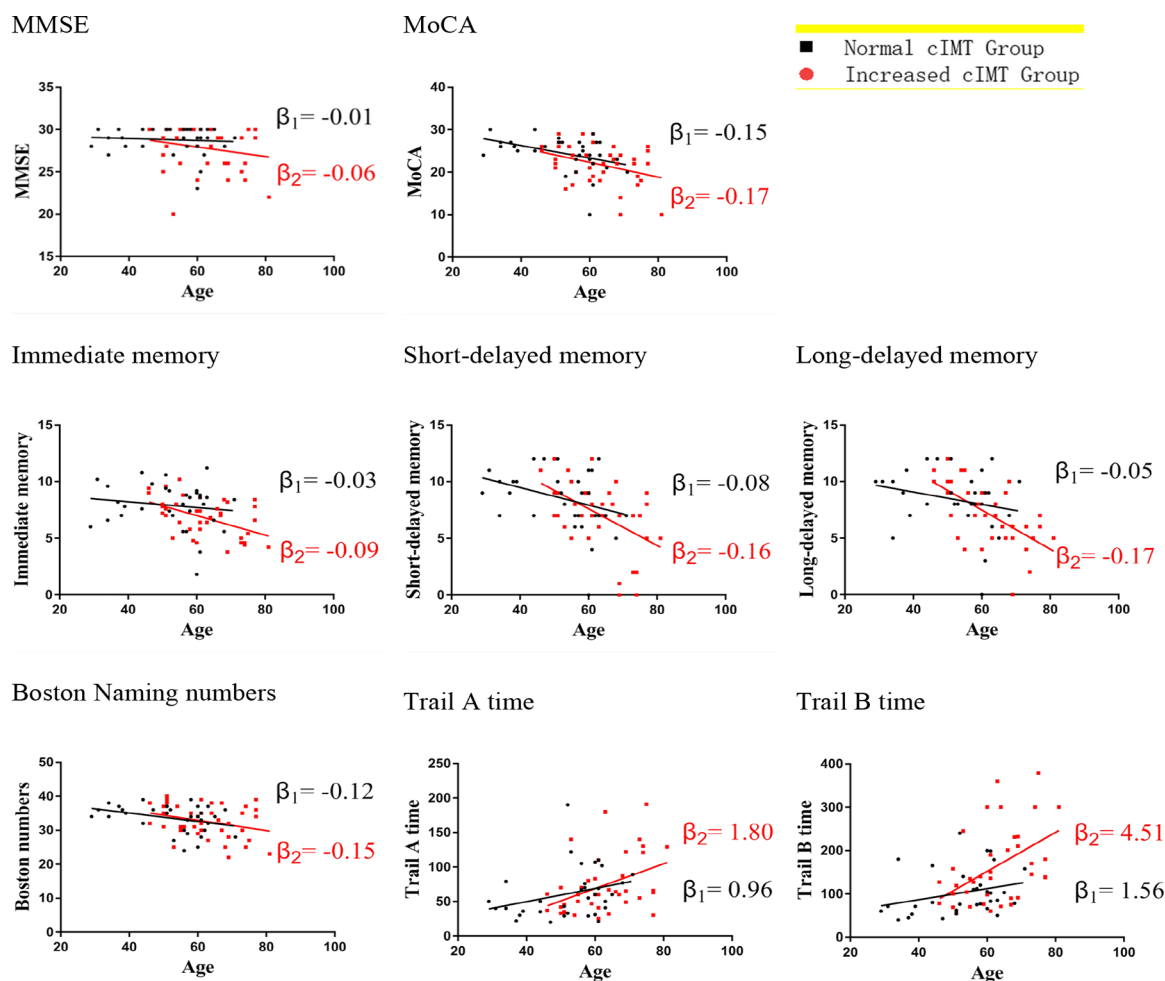 MMSE
MoCA
Normal cIMT Group
Increased cIMT Group
35
30
25
20
15
20
40
60
80
100
MMSE
Age
β1= -0.01
β2= -0.06
40
30
20
10
0
20
40
60
80
100
MoCA
Age
β1= -0.15
β2= -0.17
Immediate memory
Short-delayed memory
Long-delayed memory
15
10
5
0
20
40
60
80
100
Immediate memory
Age
β1= -0.03
β2= -0.09
15
10
5
0
20
40
60
80
100
Short-delayed memory
Age
β1= -0.08
β2= -0.16
15
10
5
0
20
40
60
80
100
Long-delayed memory
Age
β1= -0.05
β2= -0.17
Boston Naming numbers
Trail A time
Trail B time
50
40
30
20
10
0
20
40
60
80
100
Boston numbers
Age
β1= -0.12
β2= -0.15
250
200
150
100
50
0
20
40
60
80
100
Trail A time
Age
β2= 1.80
β1= 0.96
400
300
200
100
0
20
40
60
80
100
Trail B time
Age
β2= 4.51
β1= 1.56